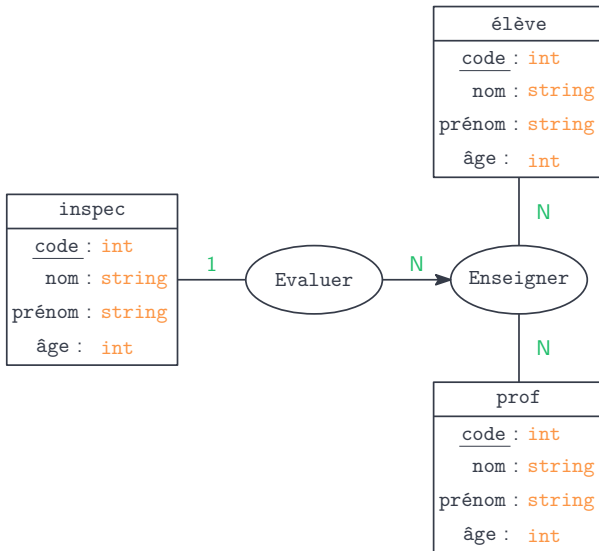 élève
code : int
nom : string
prénom : string
âge : int
N
inspec
code : int
nom : string
prénom : string
âge : int
1
Evaluer
N
Enseigner
N
prof
code : int
nom : string
prénom : string
âge : int